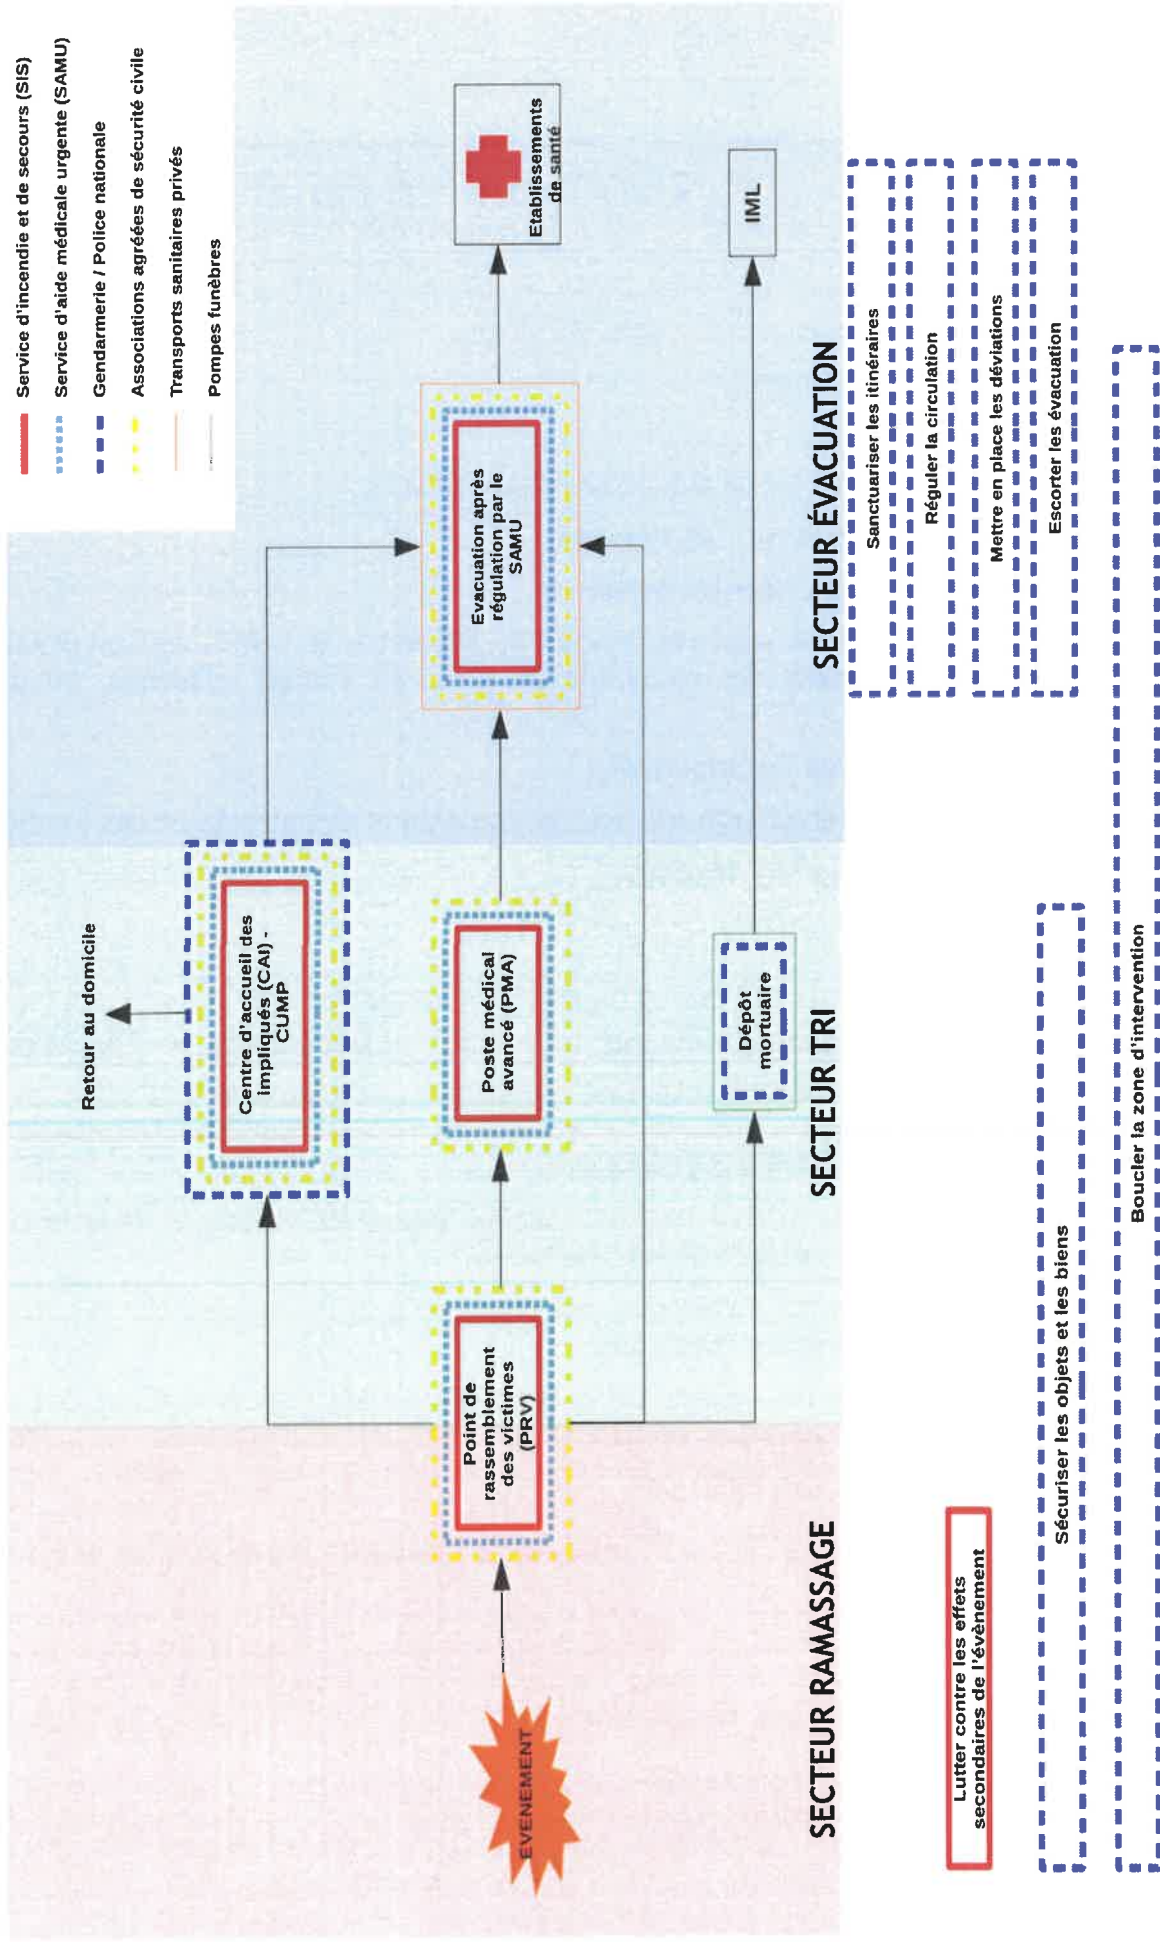 Service d'incendie et de secours (SIS)
Service d'aide médicale urgente (SAMU)
Gendarmerie / Police nationale
Associations agréées de sécurité civile
Transports sanitaires privés
Pompes funèbres
Retour au domicile
Centre d'accueil des
impliqués (CAI) -
CUMP
EVENEMENT
Point de
rassemblement
des victimes
(PRV)
Poste médical
avancé (PMA)
Evacuation après
régulation par le
SAMU
Etablissements
de santé
Dépôt
mortuaire
IML
SECTEUR RAMASSAGE
SECTEUR TRI
SECTEUR ÉVACUATION
Sanctuariser les itinéraires
Réguler la circulation
Mettre en place les déviations
Escorter les évacuation
Lutter contre les effets
secondaires de l'évènement
Sécuriser les objets et les biens
Boucler la zone d'intervention